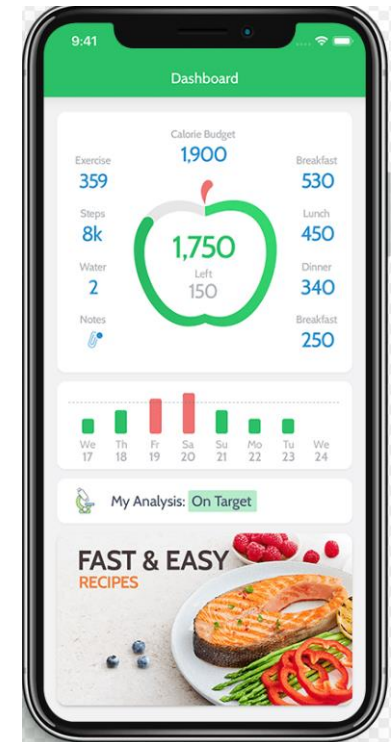 9:41
Dashboard
Calorie Budget
1,900
Exercise
359
Breakfast
530
Steps
8k
Lunch
450
1,750
Left
150
Water
2
Dinner
340
Notes
Breakfast
250
We Th Fr Sa Su Mo Tu We
17 18 19 20 21 22 23 24
My Analysis: On Target
FAST & EASY
RECIPES